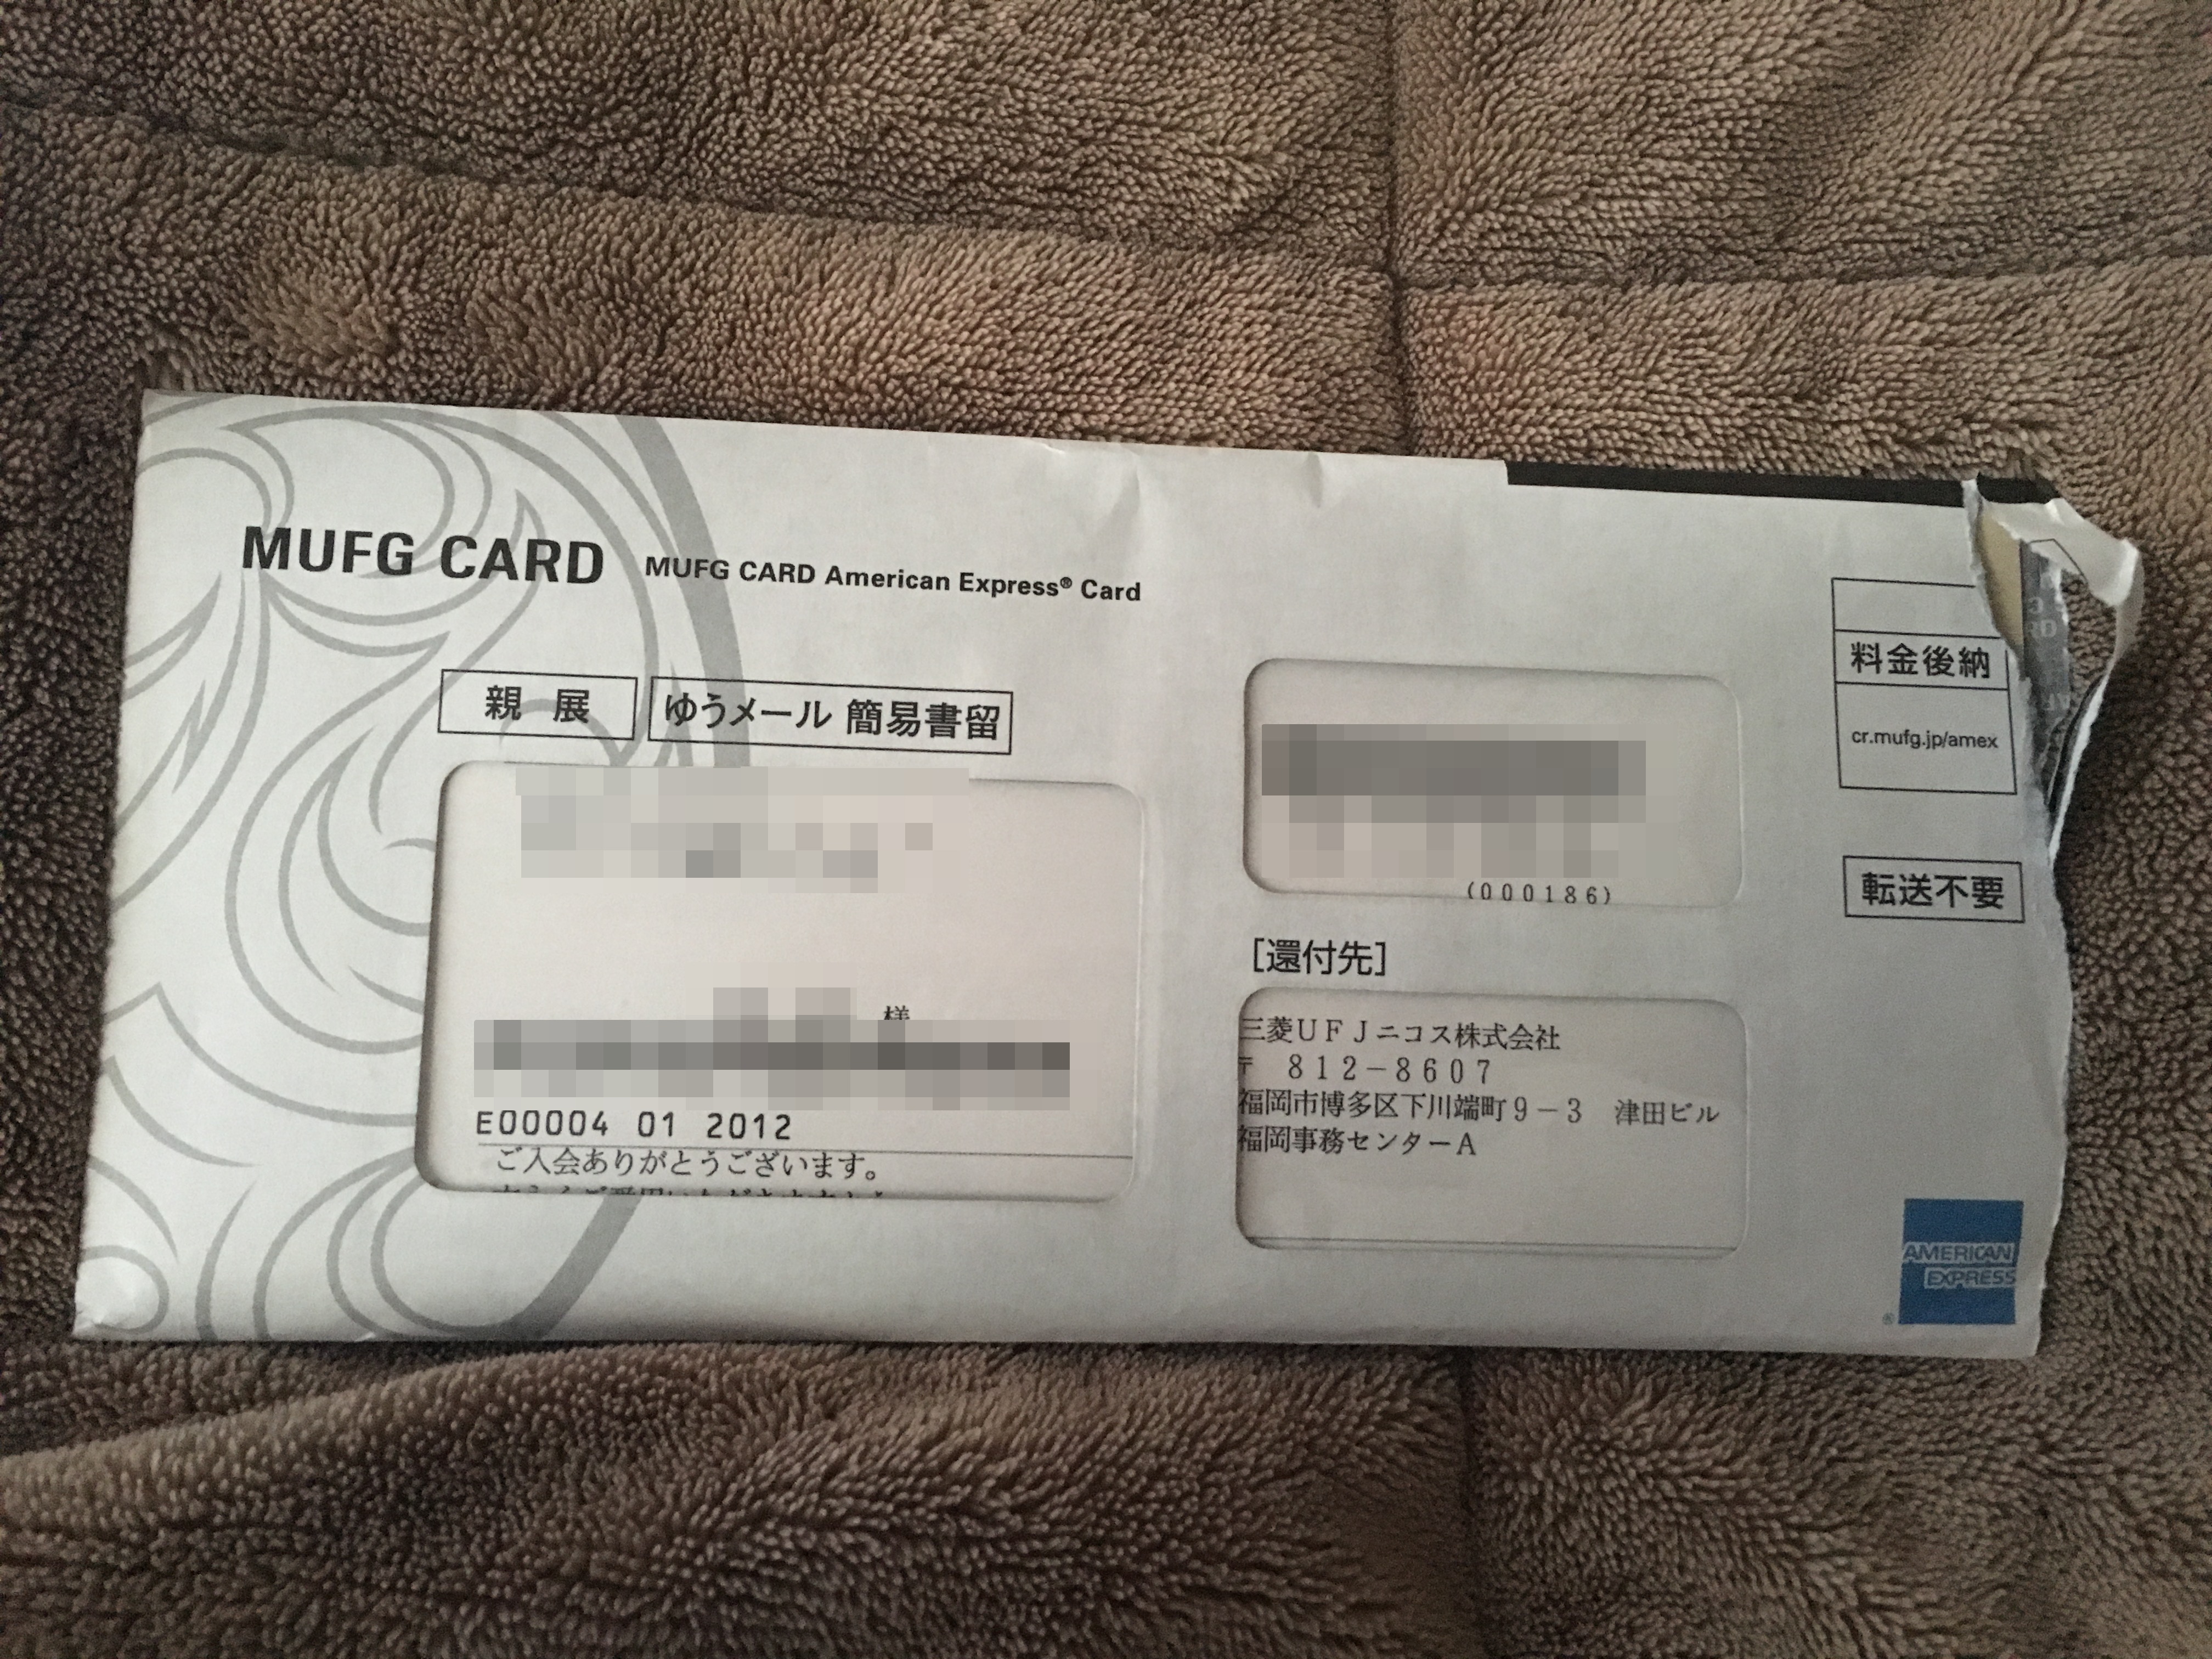 MUFG CARD MUFG CARD American Express® Card
親展 ゆうメール 簡易書留
料金後納
cr.mufg.jp/amex
転送不要
様
E00004 01 2012
ご入会ありがとうございます。
(000186)
[還付先]
三菱UFJニコス株式会社
〒 812-8607
福岡市博多区下川端町9-3 津田ビル
福岡事務センターA
AMERICAN
EXPRESS
®